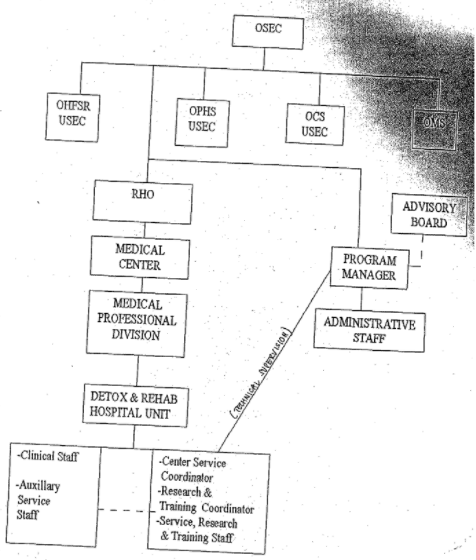 OSEC
OHFSR
USEC
OPHS
USEC
OCS
USEC
OMS
RHO
ADVISORY
BOARD
MEDICAL
CENTER
PROGRAM
MANAGER
MEDICAL
PROFESSIONAL
DIVISION
ADMINISTRATIVE
STAFF
(TECHNICAL SUPERVISION)
DETOX & REHAB
HOSPITAL UNIT
-Clinical Staff
-Auxillary
Service
Staff
-Center Service
Coordinator
-Research &
Training Coordinator
-Service, Research
& Training Staff